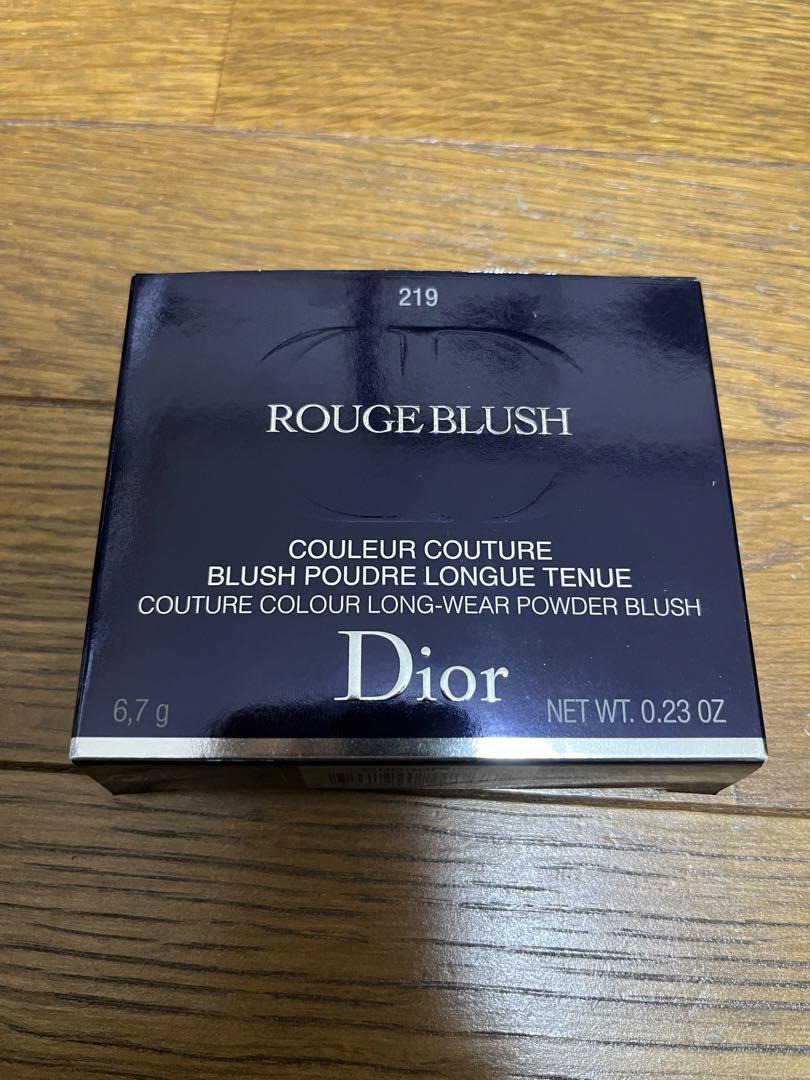 219
ROUGE BLUSH
COULEUR COUTURE
BLUSH POUDRE LONGUE TENUE
COUTURE COLOUR LONG-WEAR POWDER BLUSH
Dior
6,7 g
NET WT. 0.23 OZ